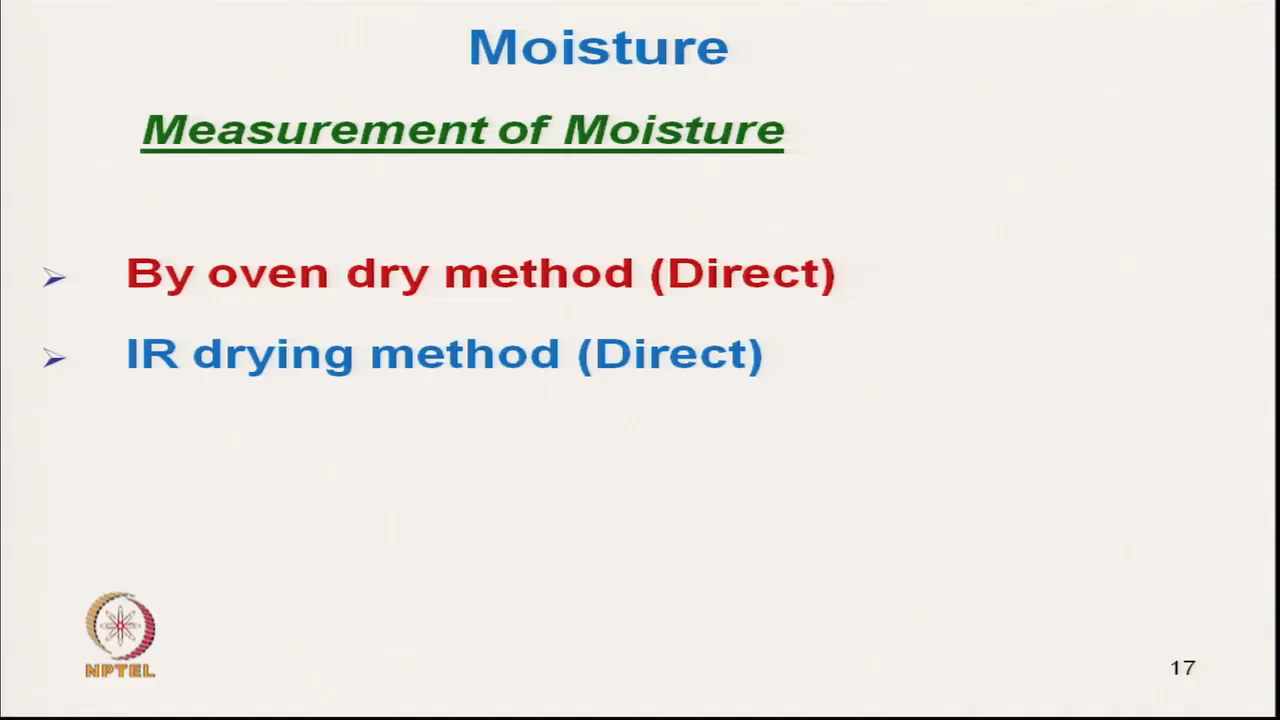 Moisture
Measurement of Moisture
By oven dry method (Direct)
IR drying method (Direct)
NPTEL
17